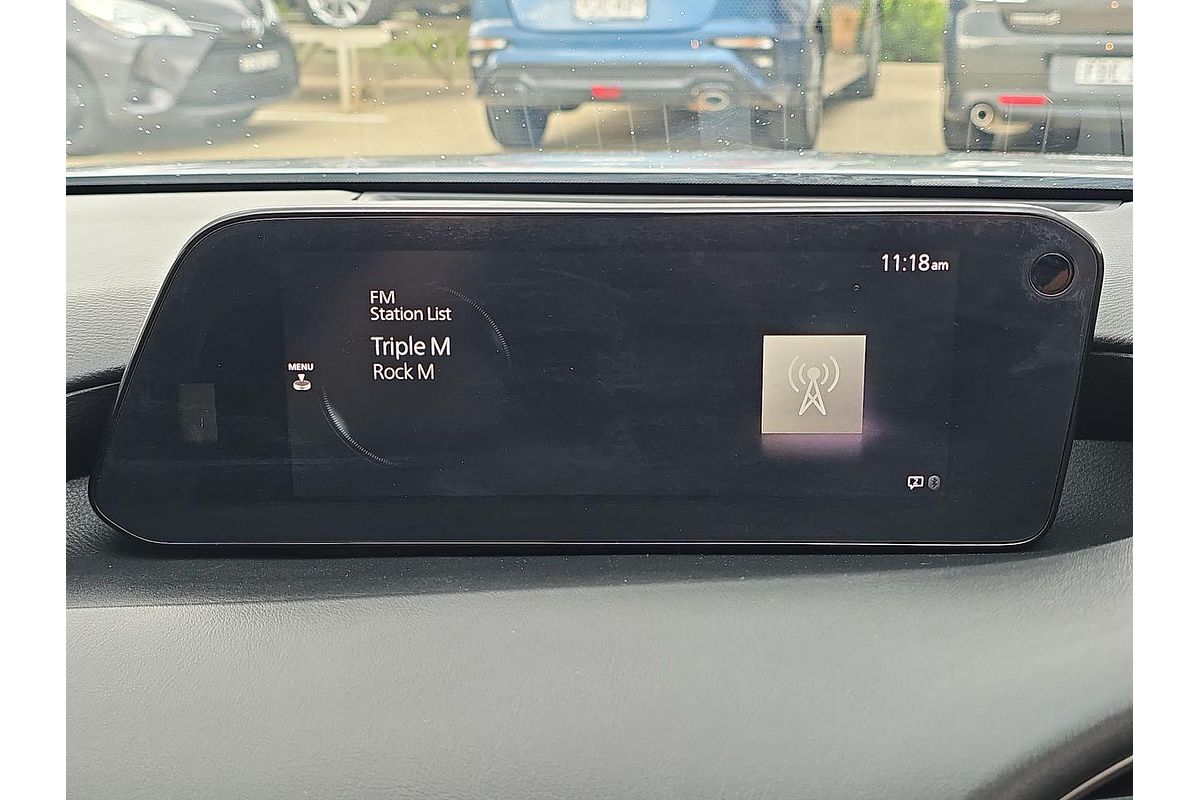 11:18am
FM
Station List
Triple M
Rock M
MENU